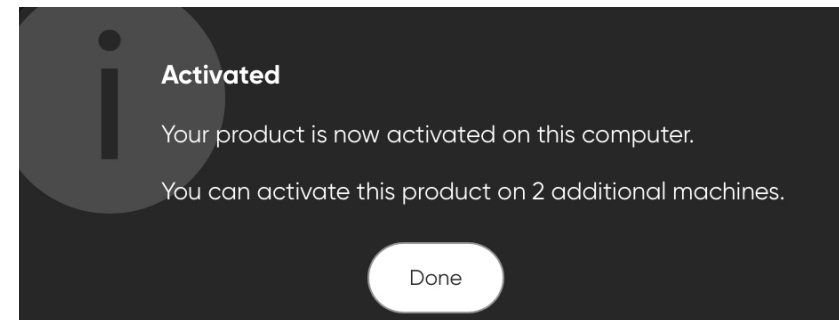 Activated
Your product is now activated on this computer.
You can activate this product on 2 additional machines.
Done